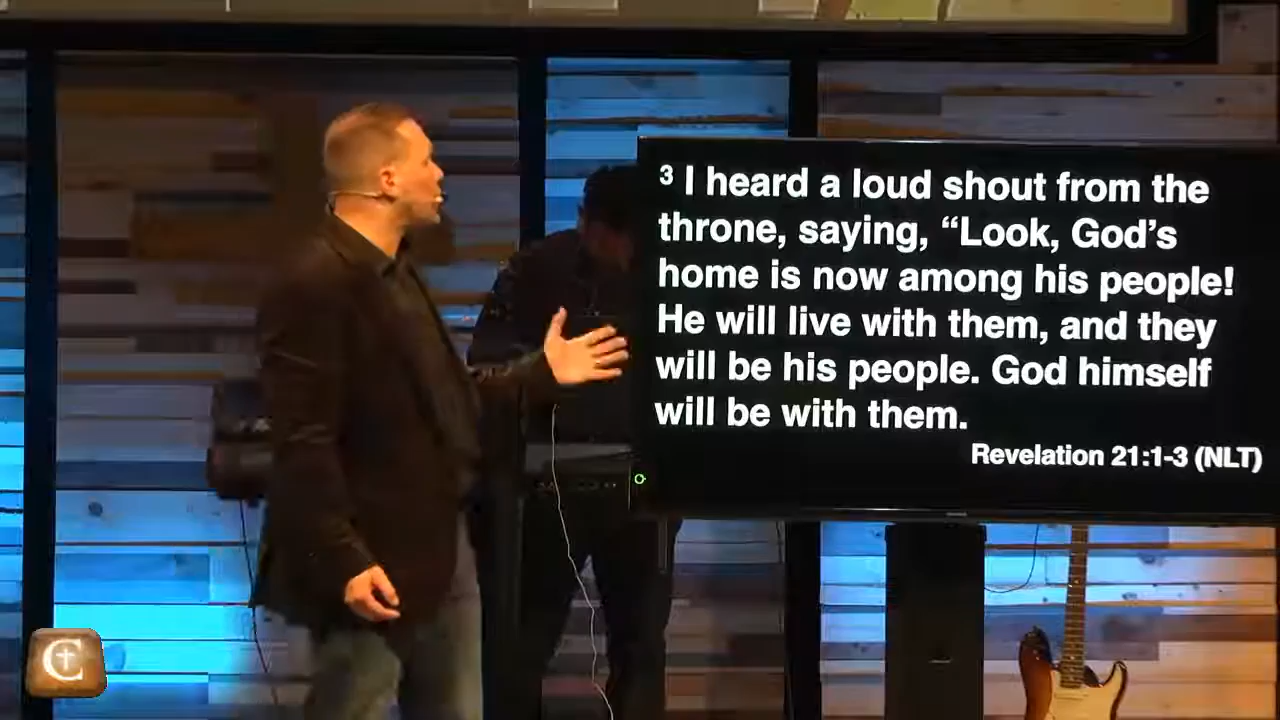 3 I heard a loud shout from the
throne, saying, “Look, God’s
home is now among his people!
He will live with them, and they
will be his people. God himself
will be with them.
Revelation 21:1-3 (NLT)
C